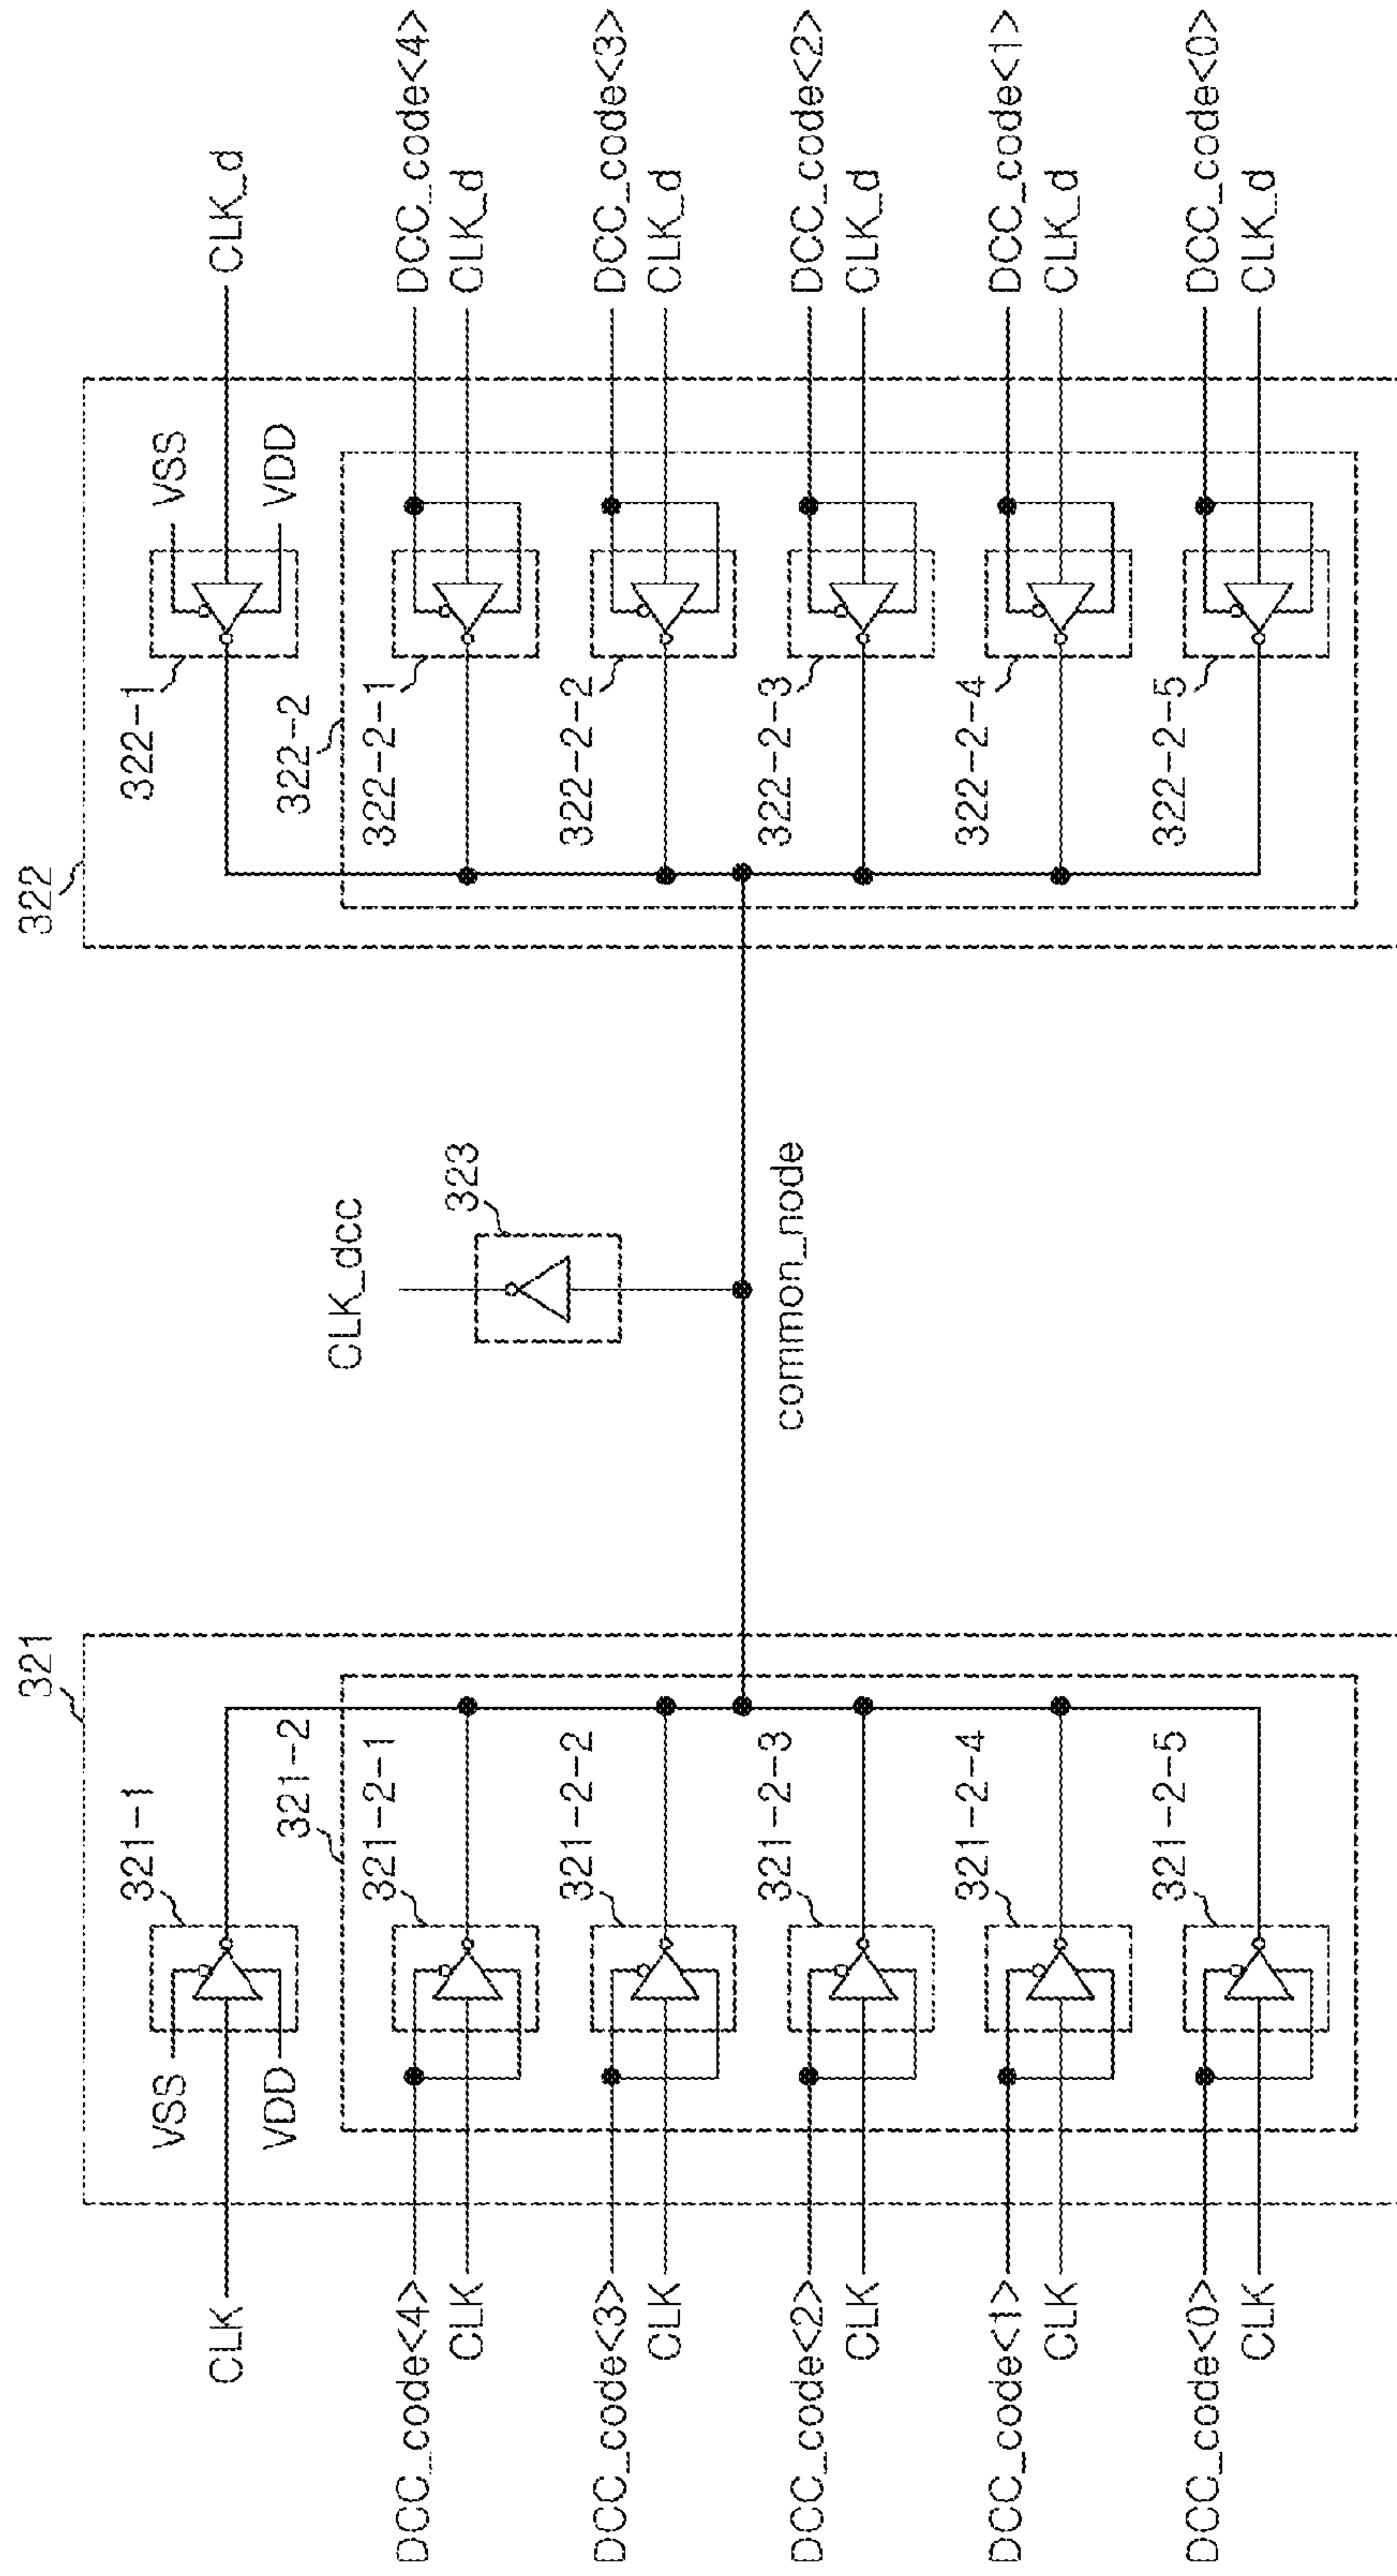 321
321-1
VSS
CLK
VDD
321-2
DCC_code<4>
CLK
321-2-1
DCC_code<3>
CLK
321-2-2
DCC_code<2>
CLK
321-2-3
DCC_code<1>
CLK
321-2-4
DCC_code<0>
CLK
321-2-5
CLK_dcc
323
common_node
322
322-1
VSS
CLK_d
VDD
322-2
322-2-1
DCC_code<4>
CLK_d
322-2-2
DCC_code<3>
CLK_d
322-2-3
DCC_code<2>
CLK_d
322-2-4
DCC_code<1>
CLK_d
322-2-5
DCC_code<0>
CLK_d